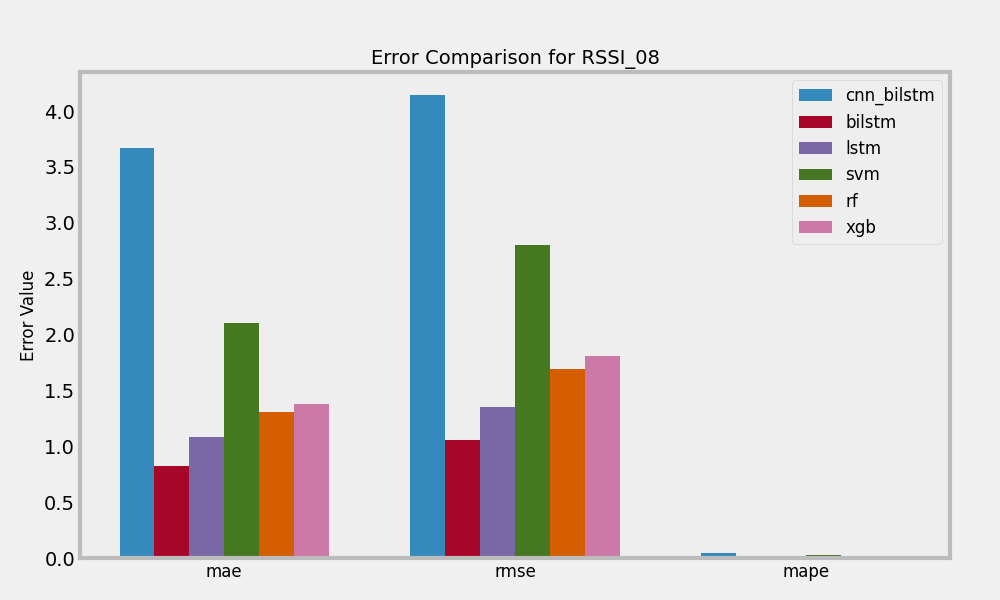 Error Comparison for RSSI_08
Error Value
4.0
3.5
3.0
2.5
2.0
1.5
1.0
0.5
0.0
mae
rmse
mape
cnn_bilstm
bilstm
lstm
svm
rf
xgb